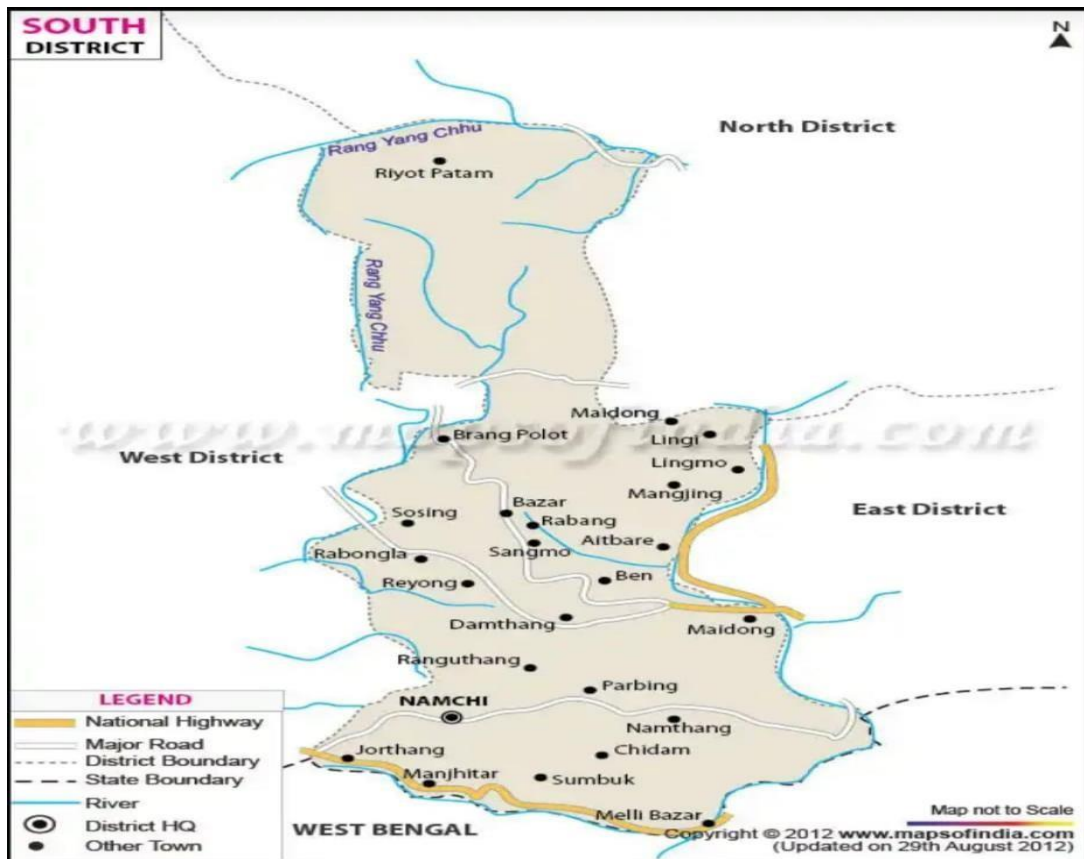 SOUTH
DISTRICT
N
North District
Rang Yang Chhu
Riyot Patam
Rang Yang Chhu
www.mapsofindia.com
Maidong
Brang Polot
Lingi
West District
Lingmo
Mangjing
Bazar
Sosing
Rabang
East District
Aitbare
Sangmo
Rabongla
Reyong
Ben
Damthang
Maidong
Ranguthang
Parbing
NAMCHI
Namthang
Jorthang
Chidam
Manjhitar
Sumbuk
Melli Bazar
WEST BENGAL
LEGEND
National Highway
Major Road
District Boundary
State Boundary
River
District HQ
Other Town
Map not to Scale
Copyright © 2012 www.mapsofindia.com
(Updated on 29th August 2012)